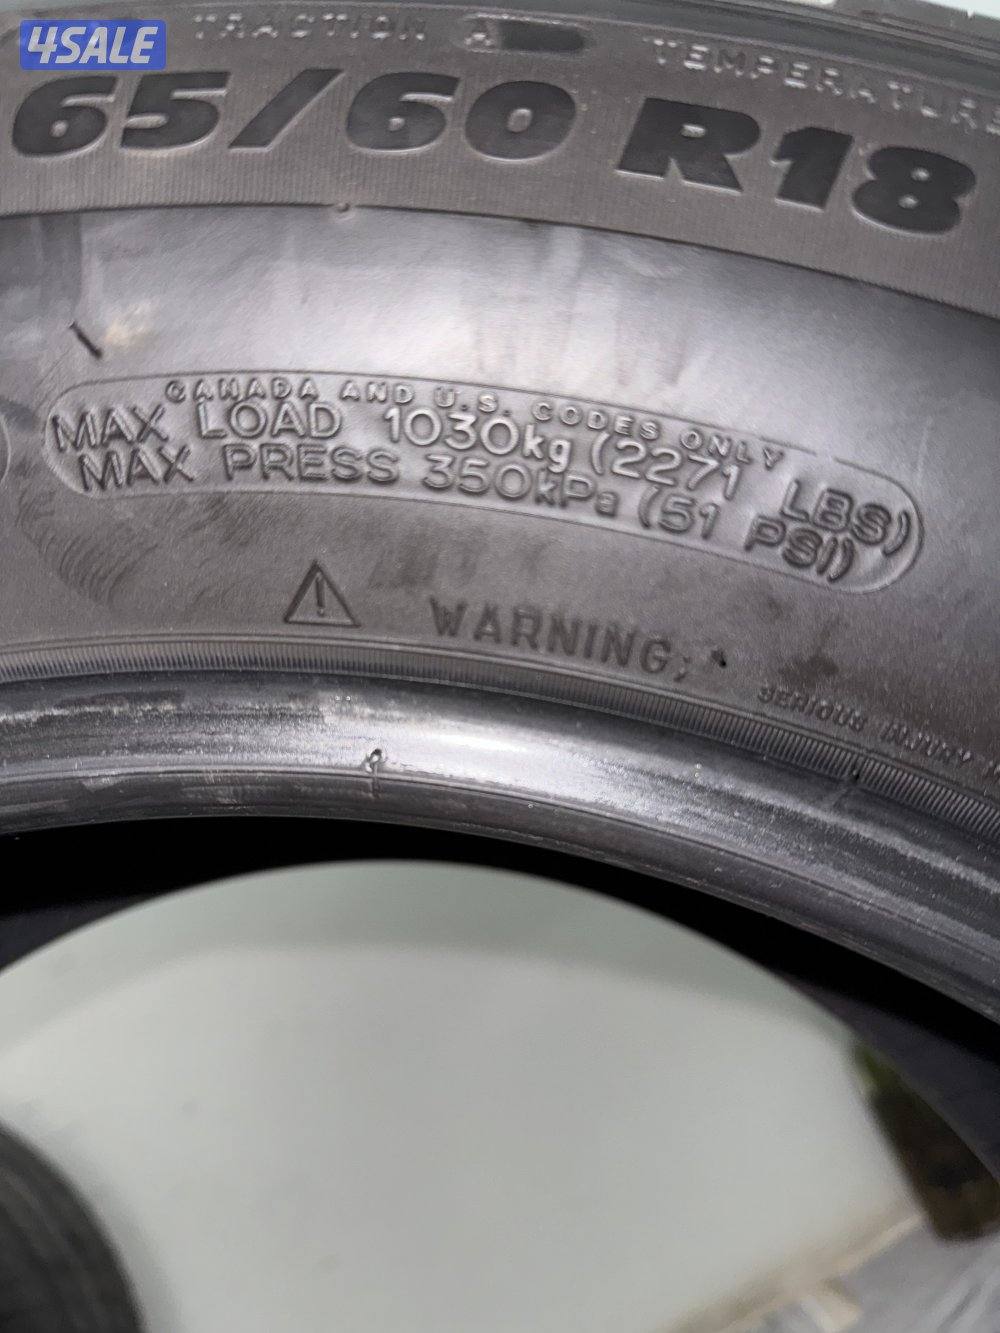 4SALE
TRACTION A TEMPERATURE
65/60 R18
CANADA AND U.S. CODES ONLY
MAX LOAD 1030kg (2271 LBS)
MAX PRESS 350kPa (51 PSI)
WARNING;
SERIOUS INJURY